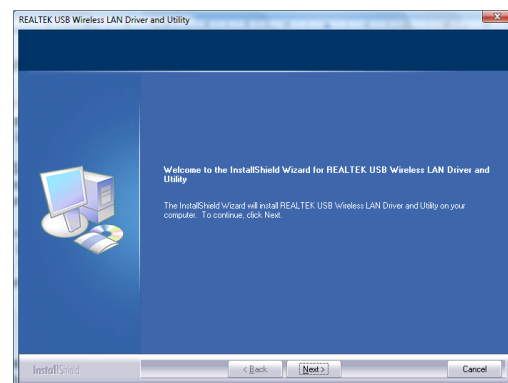 REALTEK USB Wireless LAN Driver and Utility
Welcome to the InstallShield Wizard for REALTEK USB Wireless LAN Driver and
Utility
The InstallShield Wizard will install REALTEK USB Wireless LAN Driver and Utility on your
computer. To continue, click Next.
InstallShield
< Back
Next >
Cancel